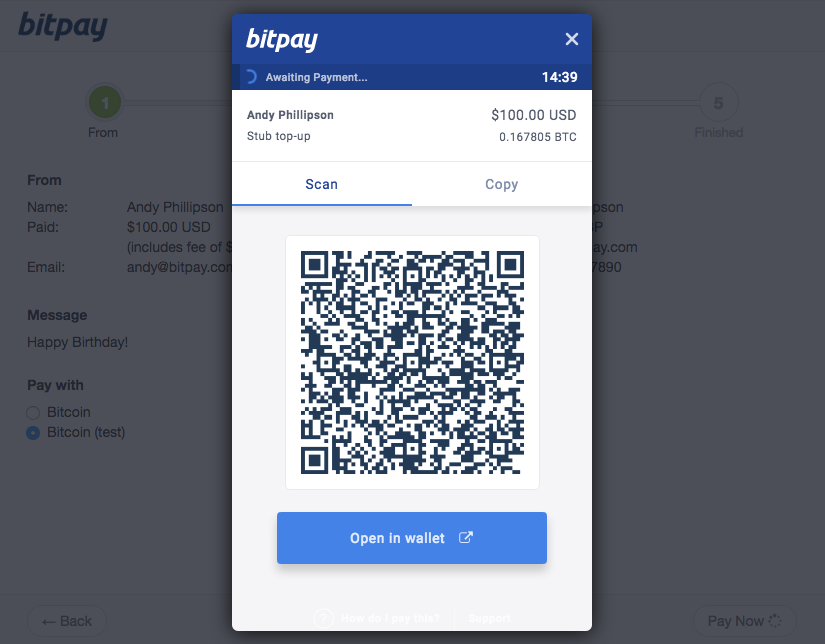 bitpay
bitpay
Awaiting Payment... 14:39
Andy Phillipson $100.00 USD
Stub top-up 0.167805 BTC
Scan Copy
Open in wallet
How do I pay this? Support
1 5
From Finished
From
Name: Andy Phillipson
Paid: $100.00 USD
(includes fee of $
Email: andy@bitpay.com
pson
P
ay.com
7890
Message
Happy Birthday!
Pay with
Bitcoin
Bitcoin (test)
← Back Pay Now